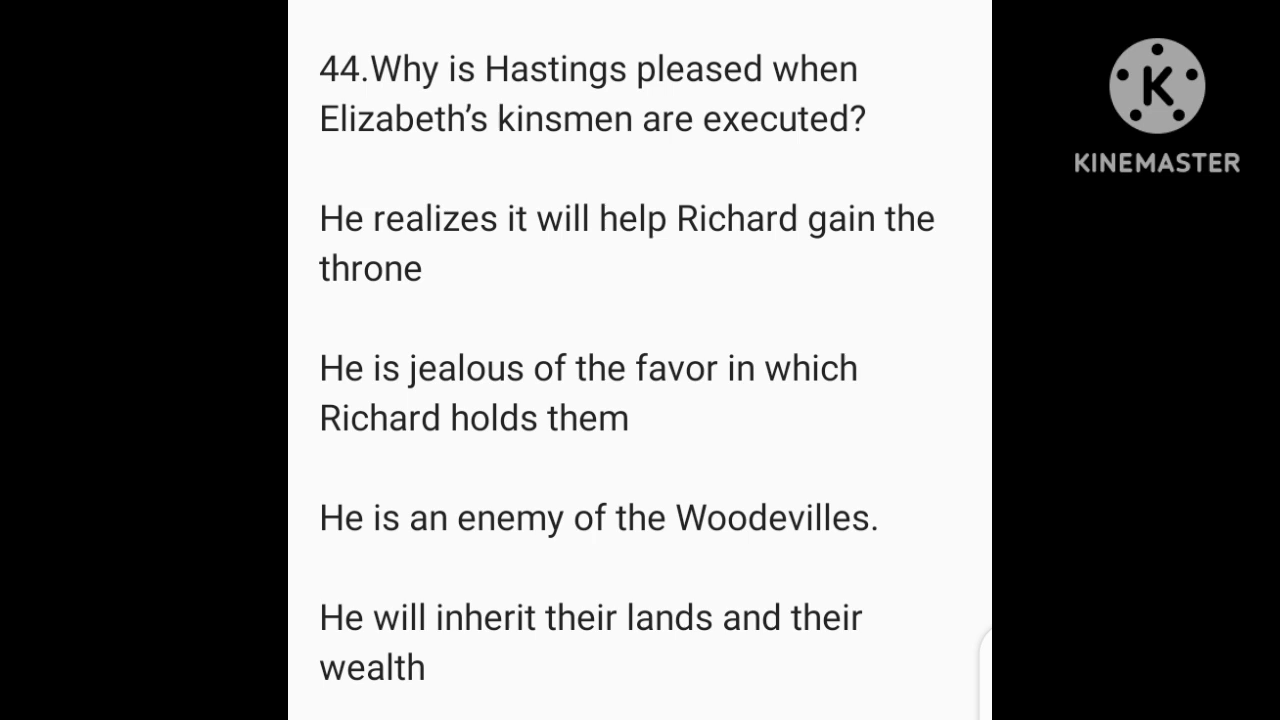 44.Why is Hastings pleased when
Elizabeth’s kinsmen are executed?
He realizes it will help Richard gain the
throne
He is jealous of the favor in which
Richard holds them
He is an enemy of the Woodevilles.
He will inherit their lands and their
wealth
K
KINEMASTER